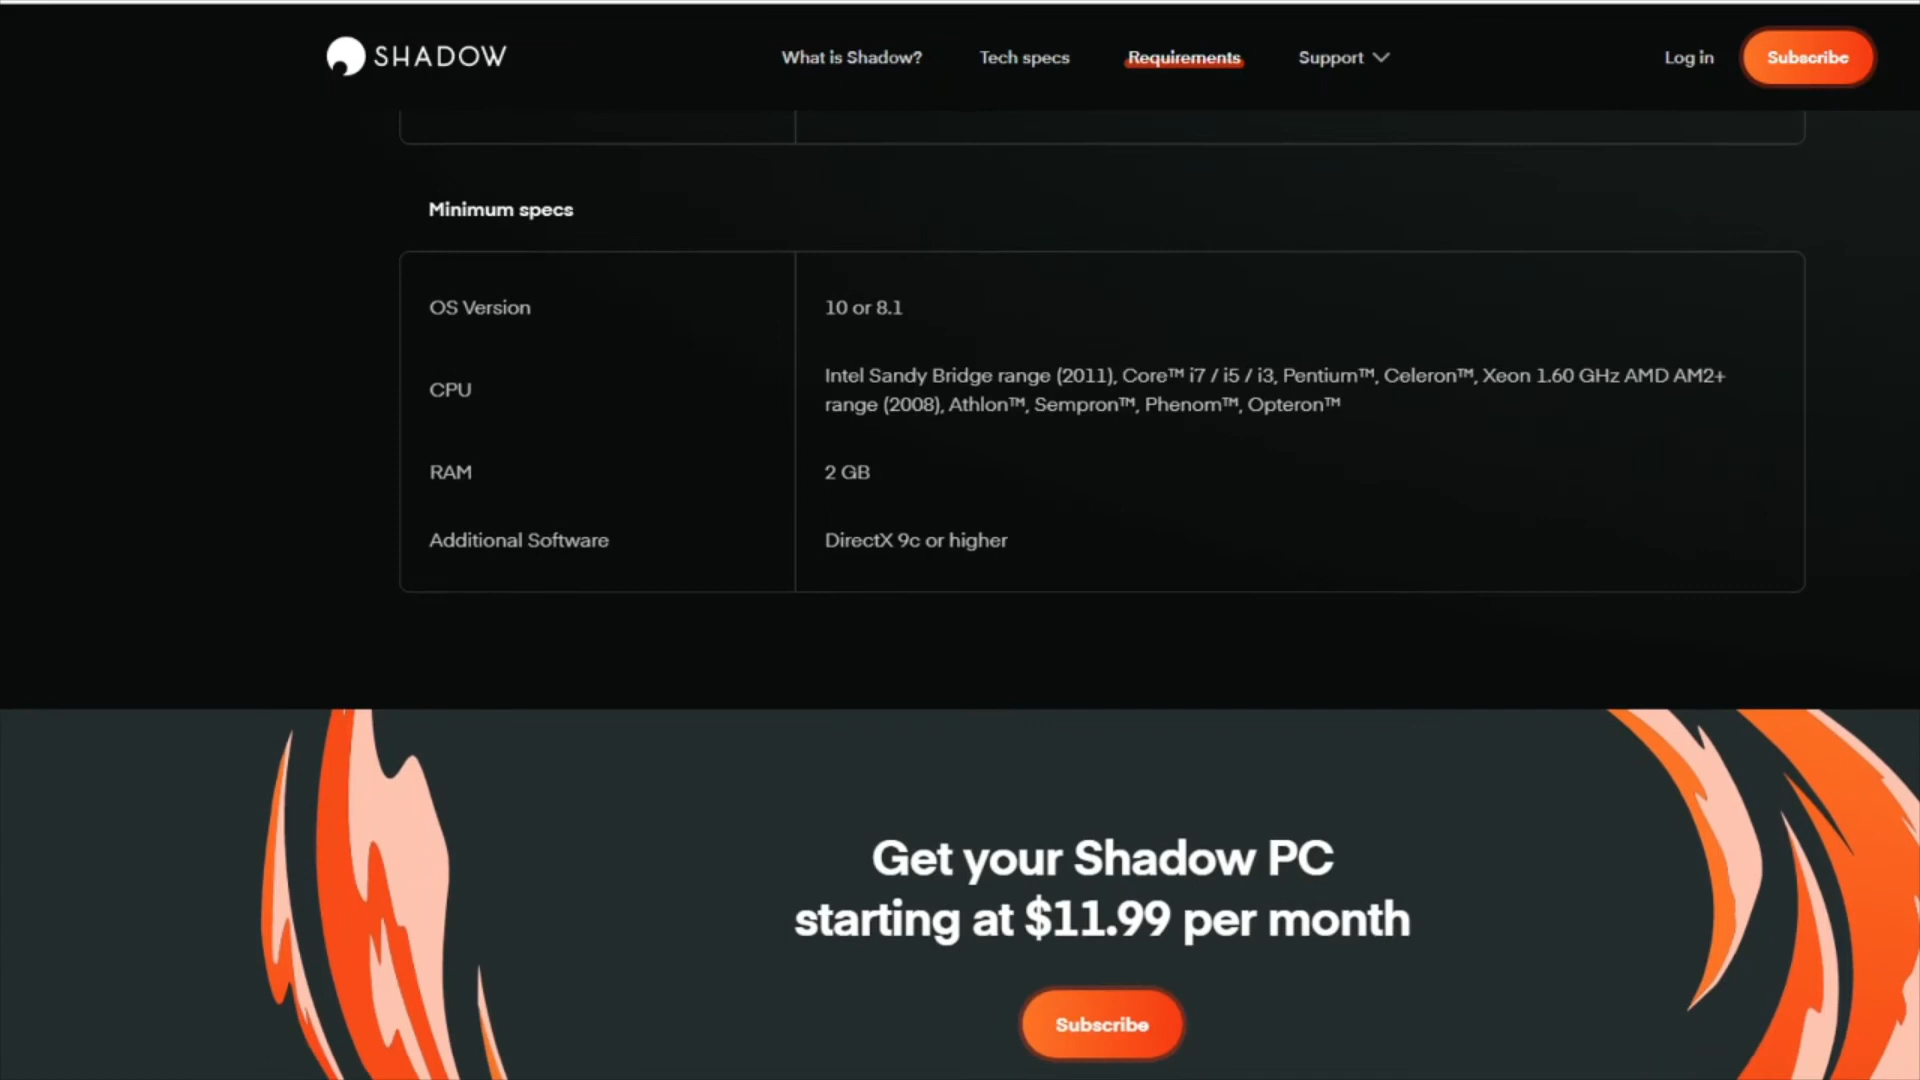 SHADOW
What is Shadow?
Tech specs
Requirements
Support
Log in
Subscribe
Minimum specs
OS Version
10 or 8.1
CPU
Intel Sandy Bridge range (2011), Core™ i7 / i5 / i3, Pentium™, Celeron™, Xeon 1.60 GHz AMD AM2+
range (2008), Athlon™, Sempron™, Phenom™, Opteron™
RAM
2 GB
Additional Software
DirectX 9c or higher
Get your Shadow PC
starting at $11.99 per month
Subscribe